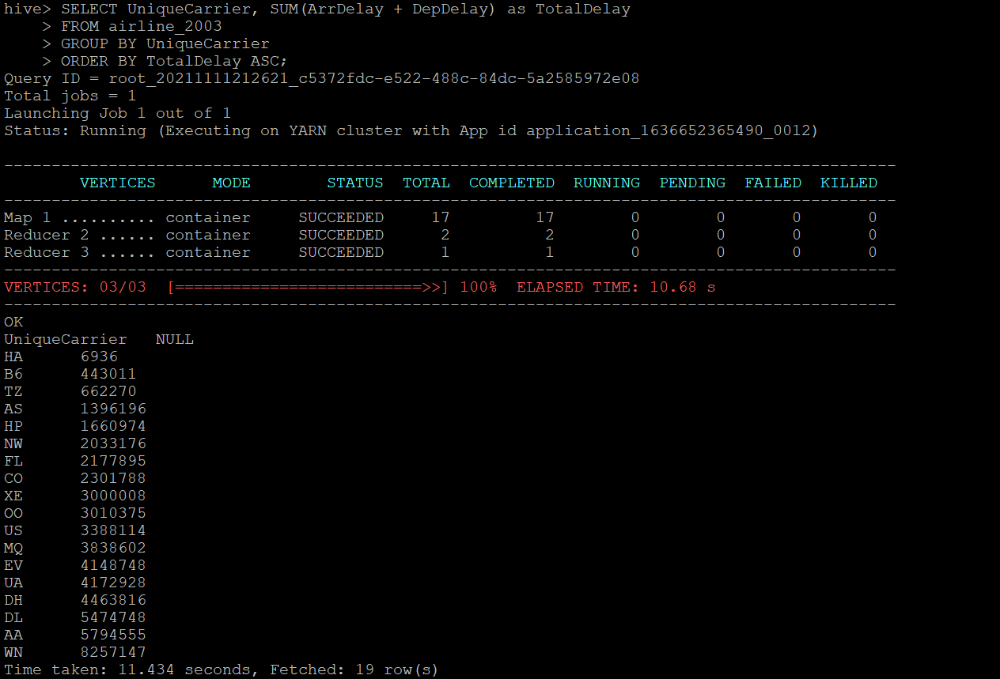 hive> SELECT UniqueCarrier, SUM(ArrDelay + DepDelay) as TotalDelay
    > FROM airline_2003
    > GROUP BY UniqueCarrier
    > ORDER BY TotalDelay ASC;
Query ID = root_20211111212621_c5372fdc-e522-488c-84dc-5a2585972e08
Total jobs = 1
Launching Job 1 out of 1
Status: Running (Executing on YARN cluster with App id application_1636652365490_0012)
----------------------------------------------------------------------------------------------
        VERTICES      MODE        STATUS  TOTAL  COMPLETED  RUNNING  PENDING  FAILED  KILLED
----------------------------------------------------------------------------------------------
Map 1 .......... container     SUCCEEDED     17         17        0        0       0       0
Reducer 2 ...... container     SUCCEEDED      2          2        0        0       0       0
Reducer 3 ...... container     SUCCEEDED      1          1        0        0       0       0
----------------------------------------------------------------------------------------------
VERTICES: 03/03  [==========================>>] 100%  ELAPSED TIME: 10.68 s
----------------------------------------------------------------------------------------------
OK
UniqueCarrier   NULL
HA      6936
B6      443011
TZ      662270
AS      1396196
HP      1660974
NW      2033176
FL      2177895
CO      2301788
XE      3000008
OO      3010375
US      3388114
MQ      3838602
EV      4148748
UA      4172928
DH      4463816
DL      5474748
AA      5794555
WN      8257147
Time taken: 11.434 seconds, Fetched: 19 row(s)